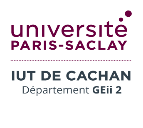 université
PARIS-SACLAY
IUT DE CACHAN
Département GEii 2